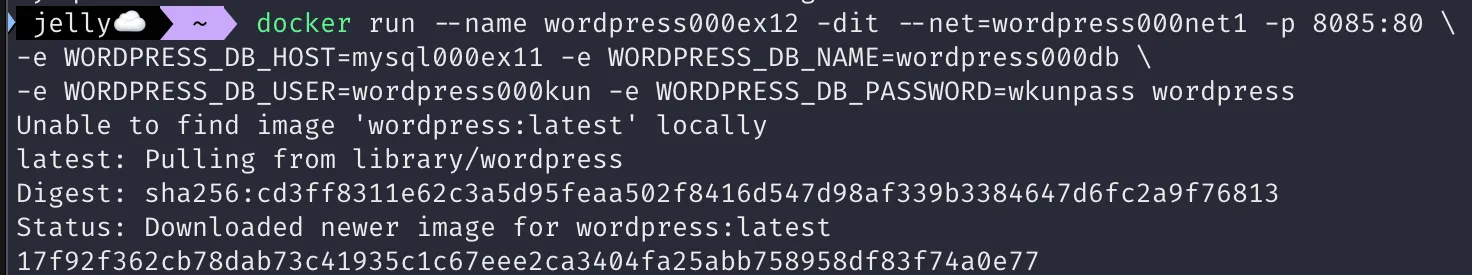 jelly☁️ ~ docker run --name wordpress000ex12 -dit --net=wordpress000net1 -p 8085:80 \
-e WORDPRESS_DB_HOST=mysql000ex11 -e WORDPRESS_DB_NAME=wordpress000db \
-e WORDPRESS_DB_USER=wordpress000kun -e WORDPRESS_DB_PASSWORD=wkunpass wordpress
Unable to find image 'wordpress:latest' locally
latest: Pulling from library/wordpress
Digest: sha256:cd3ff8311e62c3a5d95feaa502f8416d547d98af339b3384647d6fc2a9f76813
Status: Downloaded newer image for wordpress:latest
17f92f362cb78dab73c41935c1c67eee2ca3404fa25abb758958df83f74a0e77